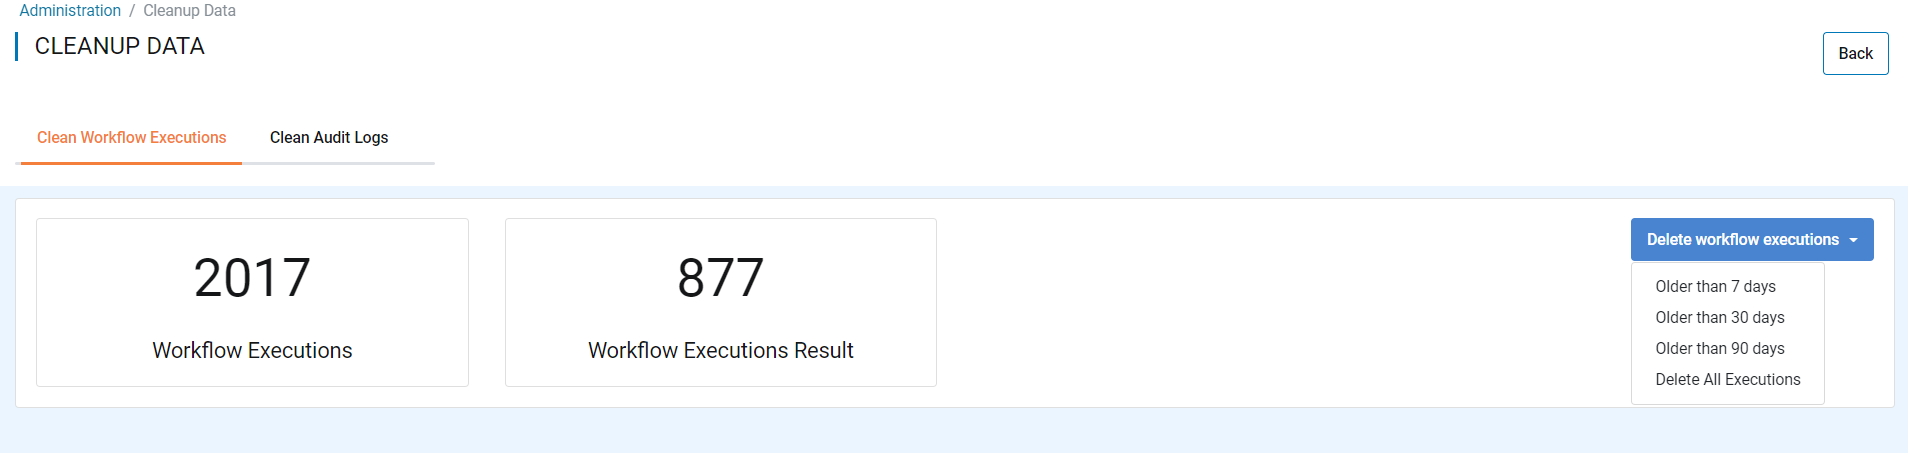 Administration / Cleanup Data
CLEANUP DATA
Back
Clean Workflow Executions
Clean Audit Logs
2017
Workflow Executions
877
Workflow Executions Result
Delete workflow executions
Older than 7 days
Older than 30 days
Older than 90 days
Delete All Executions